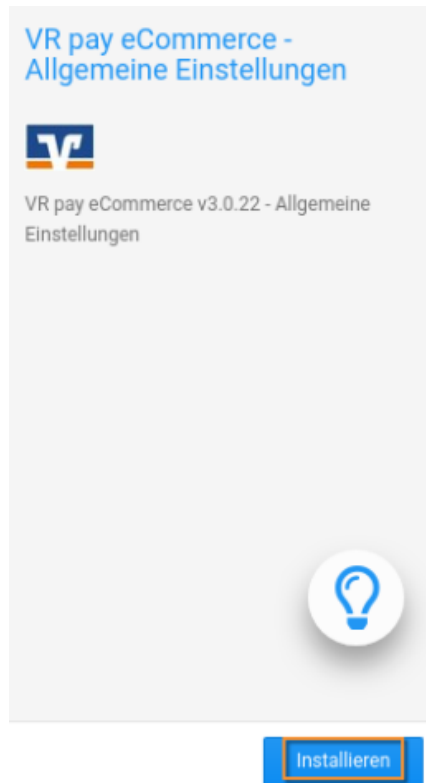 VR pay eCommerce -
Allgemeine Einstellungen
VR pay eCommerce v3.0.22 - Allgemeine
Einstellungen
Installieren